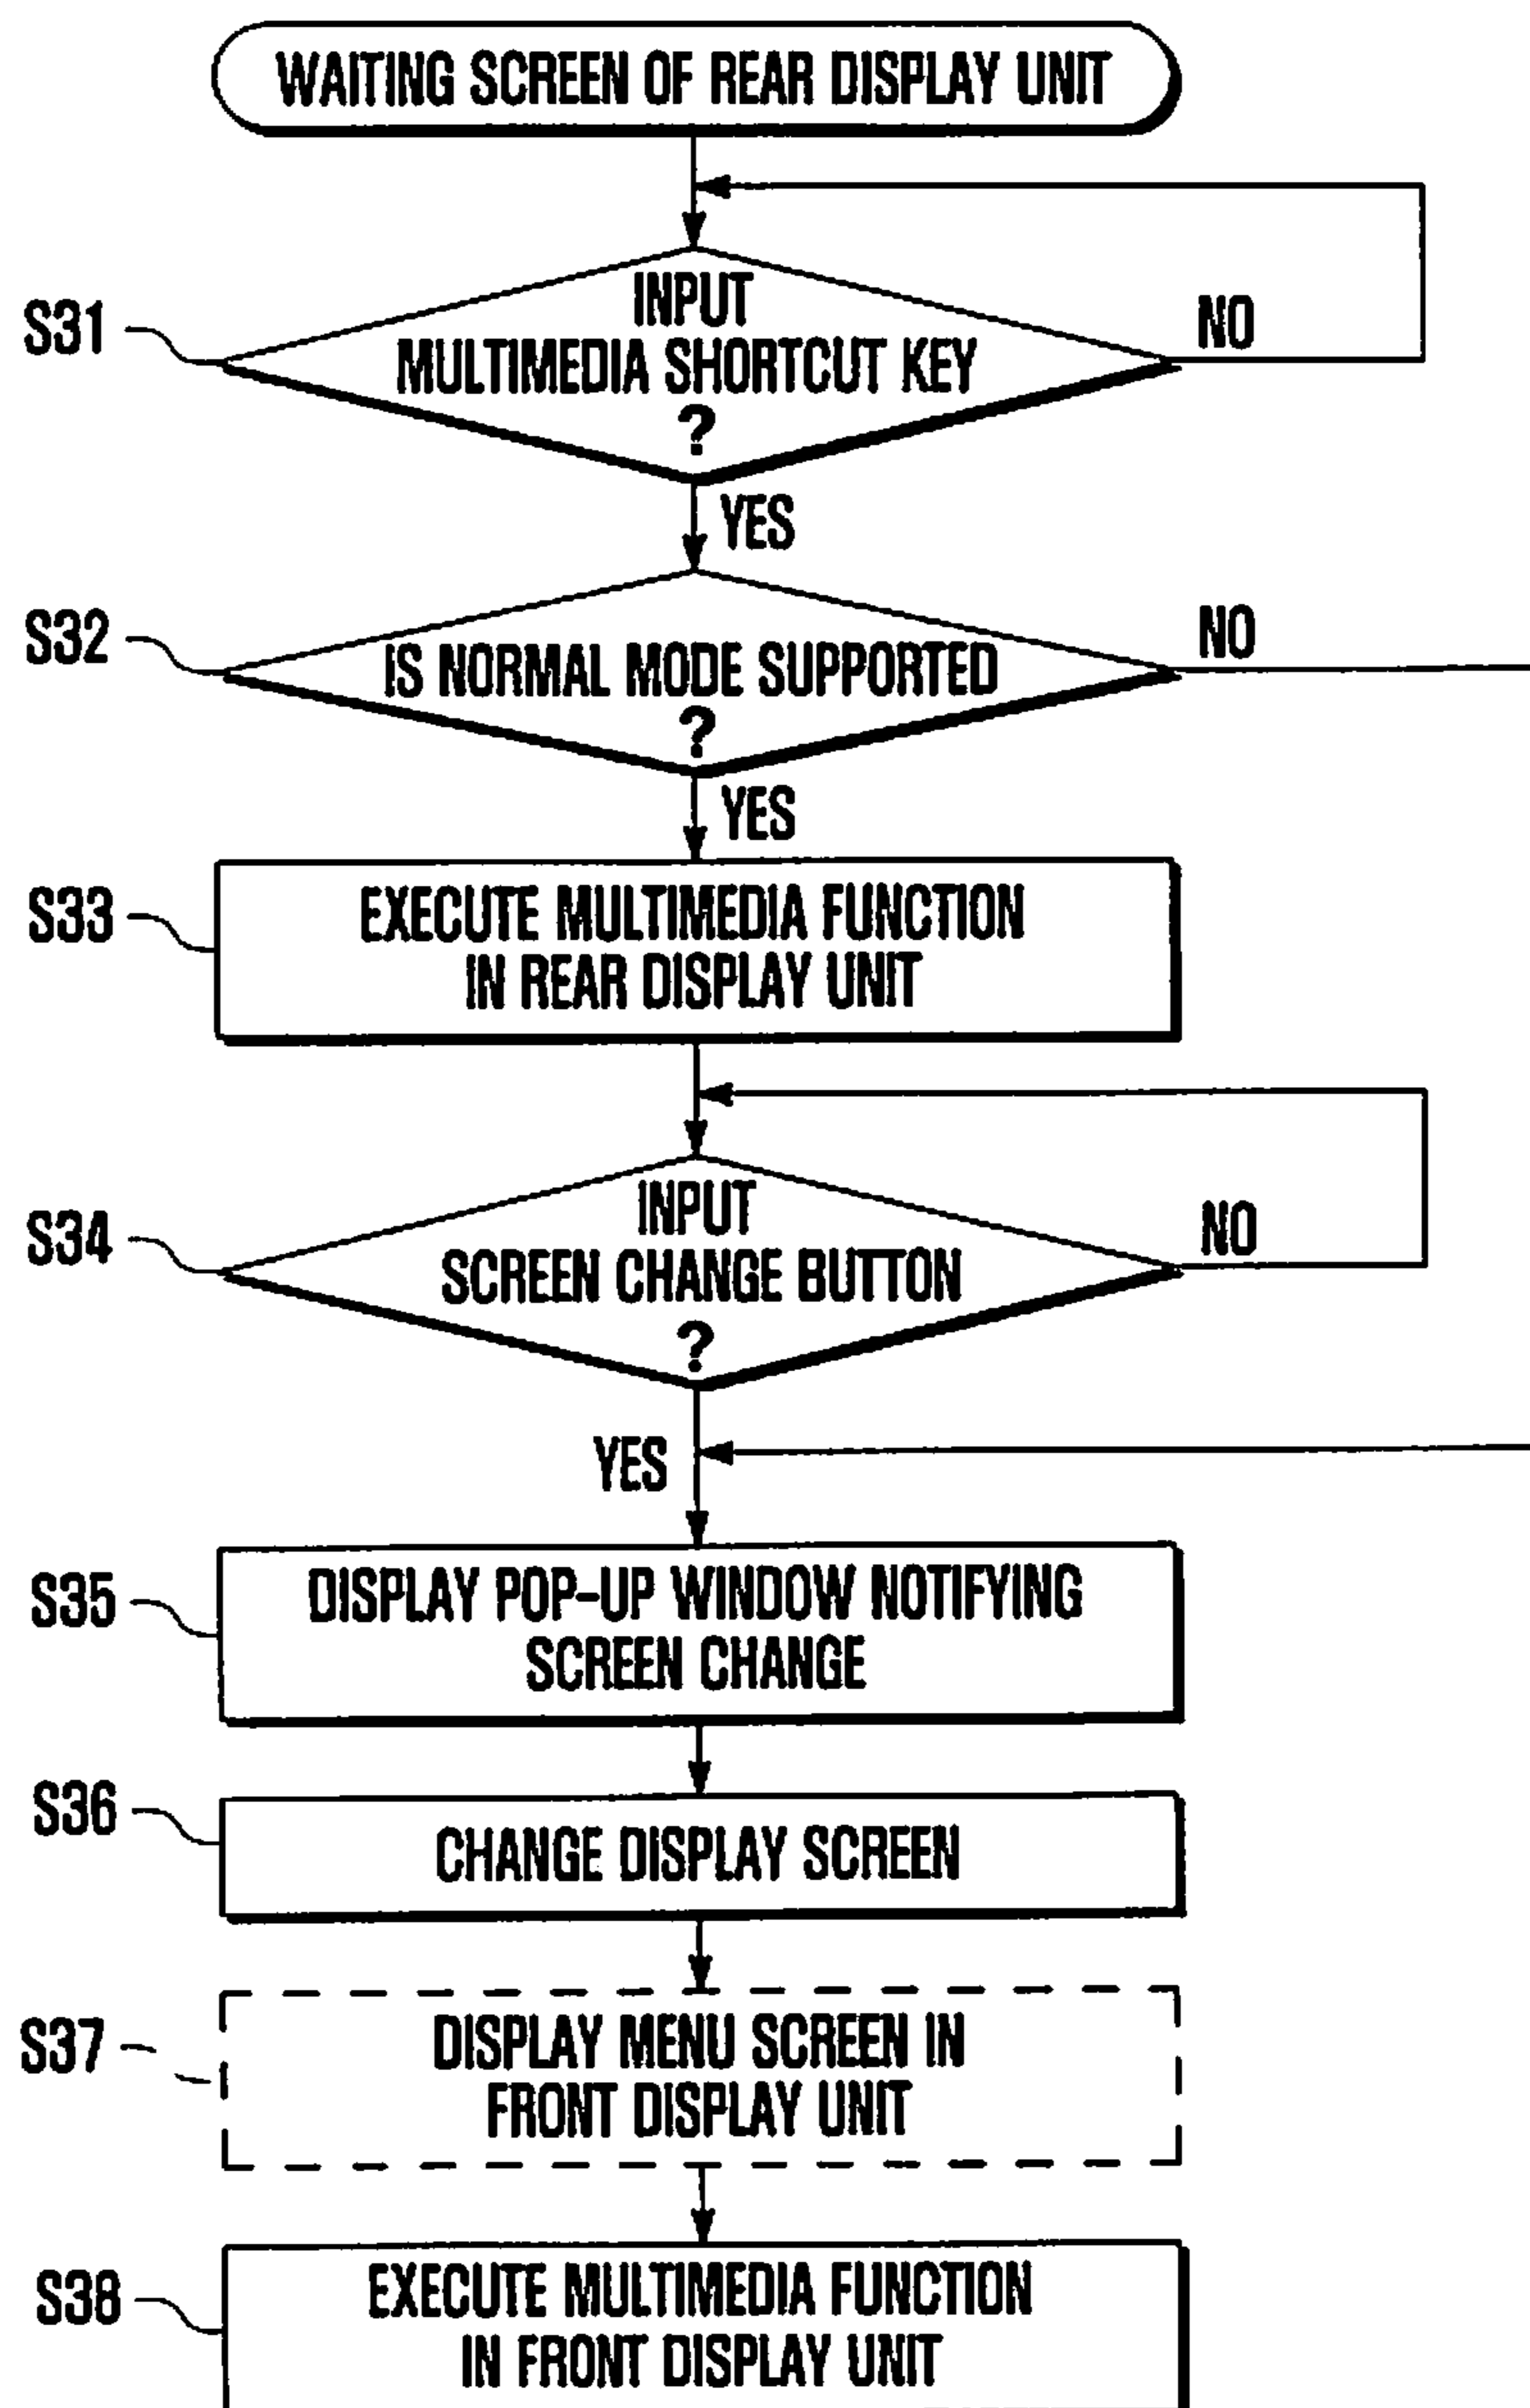 WAITING SCREEN OF REAR DISPLAY UNIT
S31
INPUT
MULTIMEDIA SHORTCUT KEY
?
NO
YES
S32
IS NORMAL MODE SUPPORTED
?
NO
YES
S33
EXECUTE MULTIMEDIA FUNCTION
IN REAR DISPLAY UNIT
S34
INPUT
SCREEN CHANGE BUTTON
?
NO
YES
S35
DISPLAY POP-UP WINDOW NOTIFYING
SCREEN CHANGE
S36
CHANGE DISPLAY SCREEN
S37
DISPLAY MENU SCREEN IN
FRONT DISPLAY UNIT
S38
EXECUTE MULTIMEDIA FUNCTION
IN FRONT DISPLAY UNIT